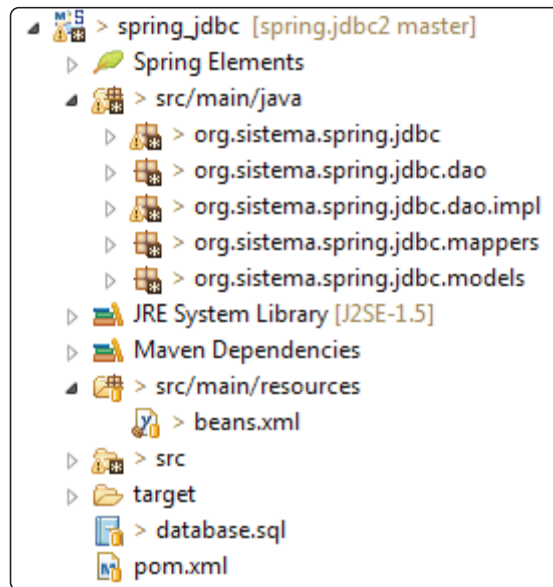 > spring_jdbc [spring.jdbc2 master]
Spring Elements
> src/main/java
> org.sistema.spring.jdbc
> org.sistema.spring.jdbc.dao
> org.sistema.spring.jdbc.dao.impl
> org.sistema.spring.jdbc.mappers
> org.sistema.spring.jdbc.models
JRE System Library [J2SE-1.5]
Maven Dependencies
> src/main/resources
> beans.xml
> src
target
> database.sql
pom.xml